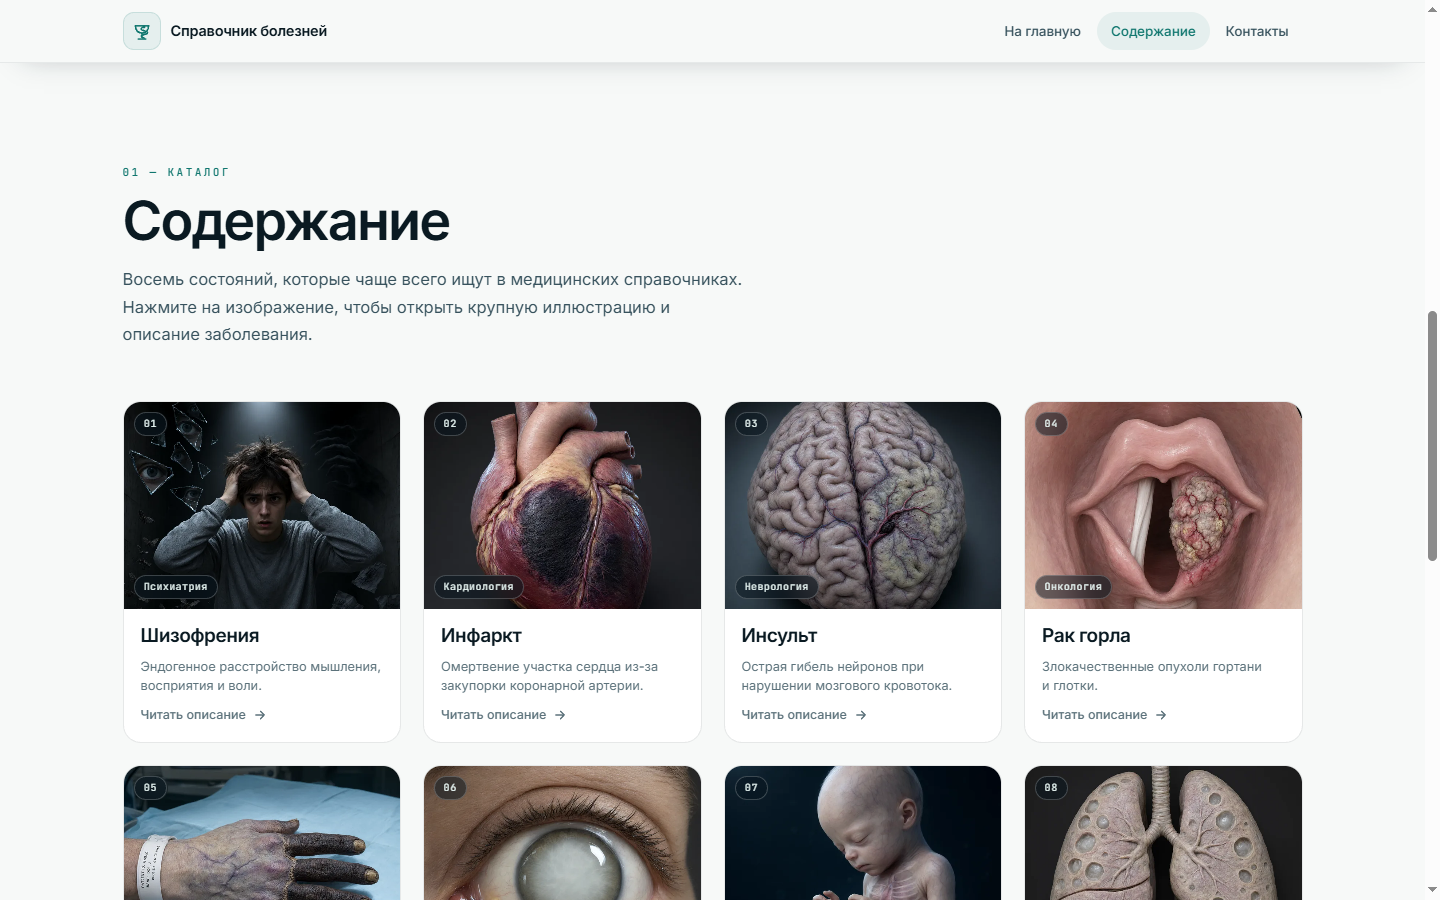 Справочник болезней
На главную
Содержание
Контакты
01 — КАТАЛОГ
Содержание
Восемь состояний, которые чаще всего ищут в медицинских справочниках.
Нажмите на изображение, чтобы открыть крупную иллюстрацию и
описание заболевания.
01
Психиатрия
Шизофрения
Эндогенное расстройство мышления,
восприятия и воли.
Читать описание →
02
Кардиология
Инфаркт
Омертвение участка сердца из-за
закупорки коронарной артерии.
Читать описание →
03
Неврология
Инсульт
Острая гибель нейронов при
нарушении мозгового кровотока.
Читать описание →
04
Онкология
Рак горла
Злокачественные опухоли гортани
и глотки.
Читать описание →
05
06
07
08